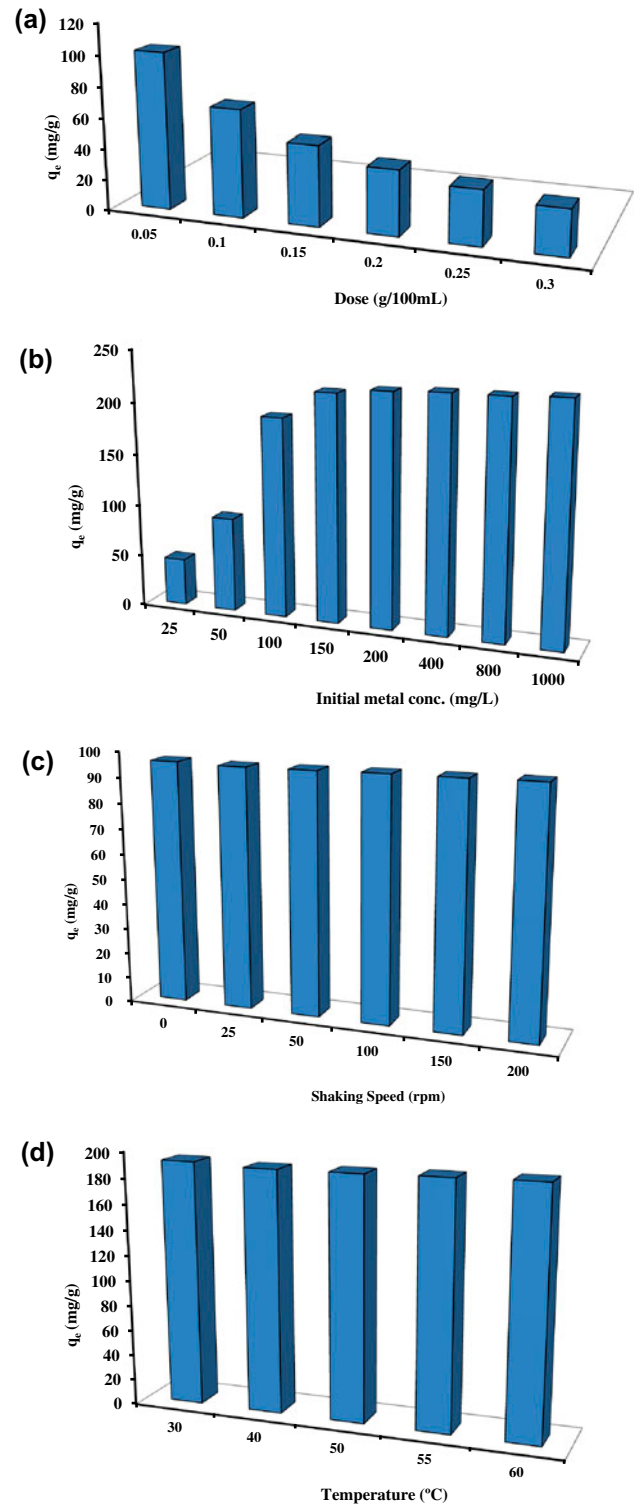 (a)
120
100
80
60
40
20
0
qe (mg/g)
0.05 0.1 0.15 0.2 0.25 0.3
Dose (g/100mL)
(b)
250
200
150
100
50
0
qe (mg/g)
25 50 100 150 200 400 800 1000
Initial metal conc. (mg/L)
(c)
100
90
80
70
60
50
40
30
20
10
0
qe (mg/g)
0 25 50 100 150 200
Shaking Speed (rpm)
(d)
200
180
160
140
120
100
80
60
40
20
0
qe (mg/g)
30 40 50 55 60
Temperature (ºC)